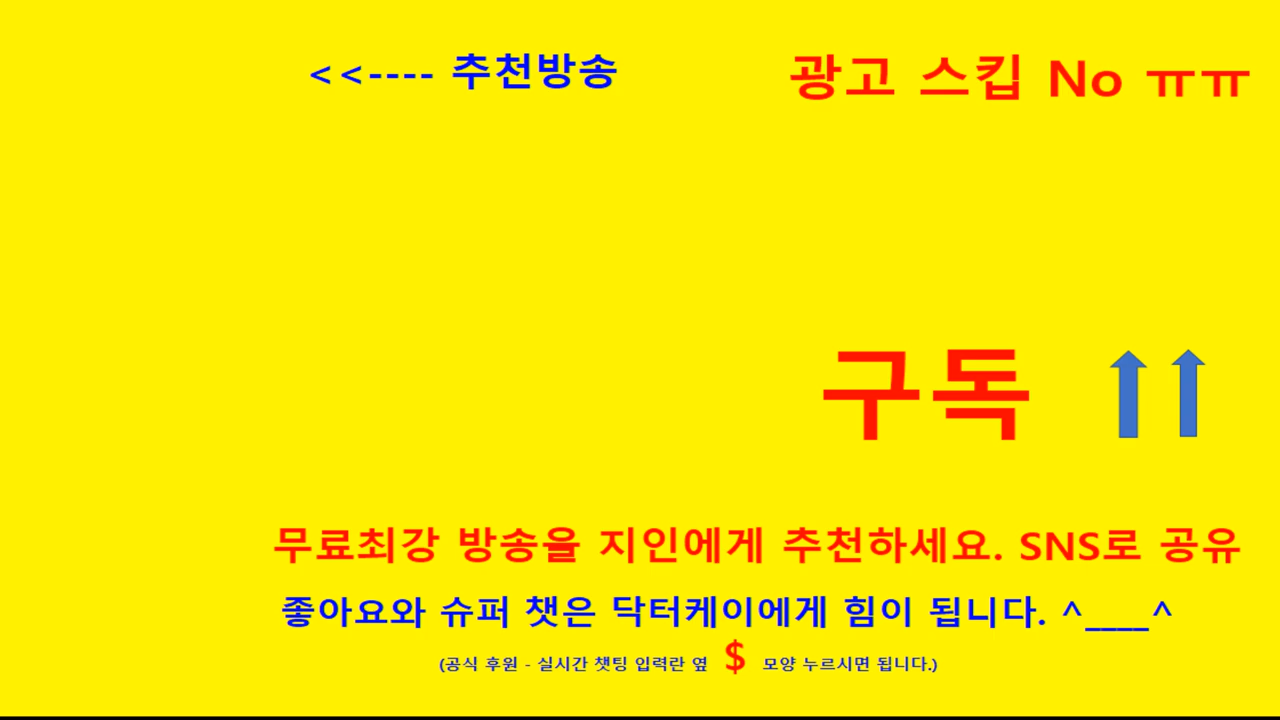 <<---- 추천방송
광고 스킵 No ㅠㅠ
구독
무료최강 방송을 지인에게 추천하세요. SNS로 공유
좋아요와 슈퍼 챗은 닥터케이에게 힘이 됩니다. ^____^
(공식 후원 - 실시간 챗팅 입력란 옆 $ 모양 누르시면 됩니다.)